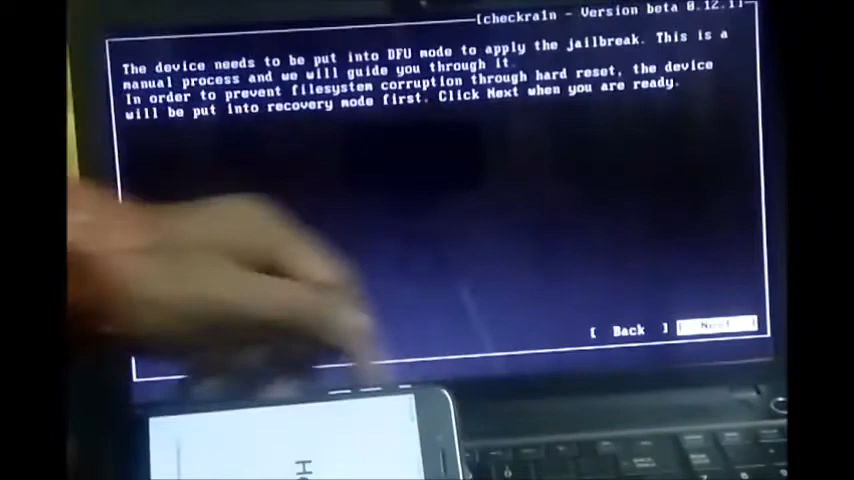 [checkra1n - Version beta 0.12.1]
The device needs to be put into DFU mode to apply the jailbreak. This is a
manual process and we will guide you through it.
In order to prevent filesystem corruption through hard reset, the device
will be put into recovery mode first. Click Next when you are ready.
[ Back ] [ Next ]